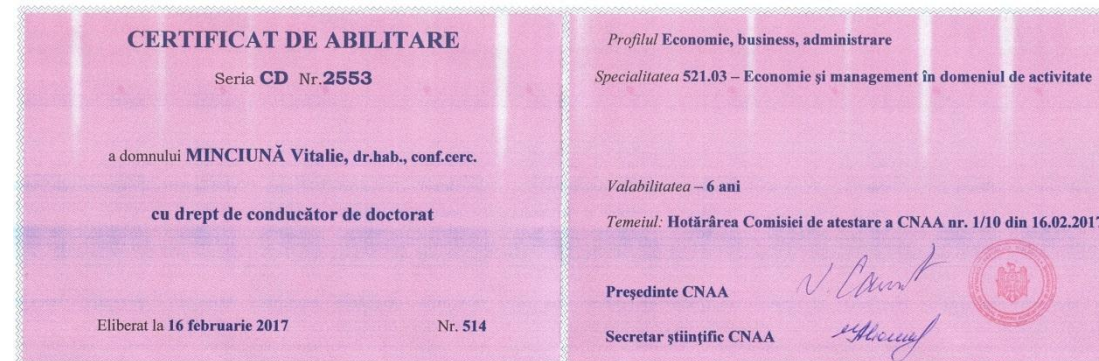 CERTIFICAT DE ABILITARE
Seria CD Nr.2553
a domnului MINCIUNĂ Vitalie, dr.hab., conf.cerc.
cu drept de conducător de doctorat
Eliberat la 16 februarie 2017 Nr. 514
Profilul Economie, business, administrare
Specialitatea 521.03 – Economie și management în domeniul de activitate
Valabilitatea – 6 ani
Temeiul: Hotărârea Comisiei de atestare a CNAA nr. 1/10 din 16.02.2017
Președinte CNAA
Secretar științific CNAA